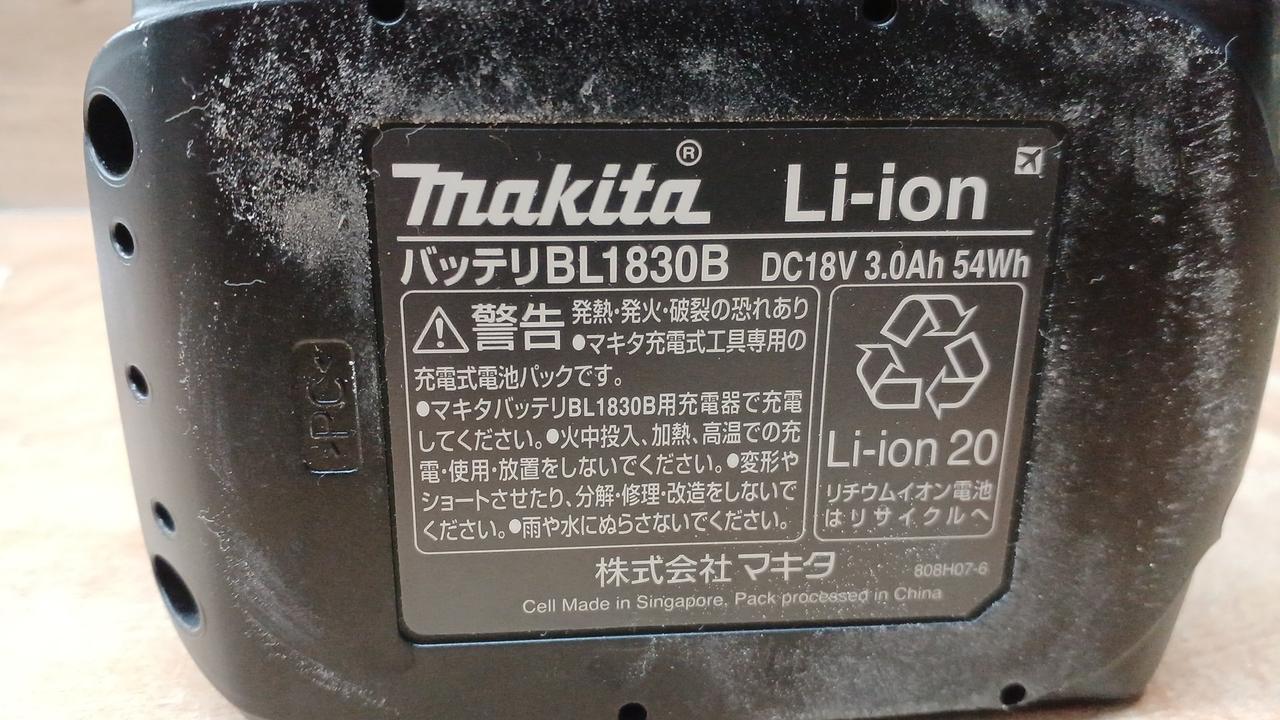 makita® Li-ion
バッテリBL1830B DC18V 3.0Ah 54Wh
警告 発熱・発火・破裂の恐れあり
●マキタ充電式工具専用の
充電式電池パックです。
●マキタバッテリBL1830B用充電器で充電
してください。●火中投入、加熱、高温での充
電・使用・放置をしないでください。●変形や
ショートさせたり、分解・修理・改造をしないで
ください。●雨や水にぬらさないでください。
Li-ion 20
リチウムイオン電池
はリサイクルへ
株式会社マキタ 808H07-6
Cell Made in Singapore, Pack processed in China
>PC<